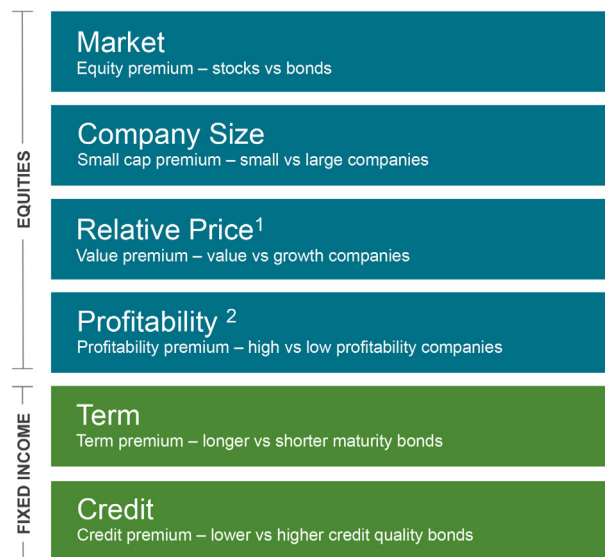 EQUITIES
Market
Equity premium – stocks vs bonds
Company Size
Small cap premium – small vs large companies
Relative Price¹
Value premium – value vs growth companies
Profitability ²
Profitability premium – high vs low profitability companies
FIXED INCOME
Term
Term premium – longer vs shorter maturity bonds
Credit
Credit premium – lower vs higher credit quality bonds